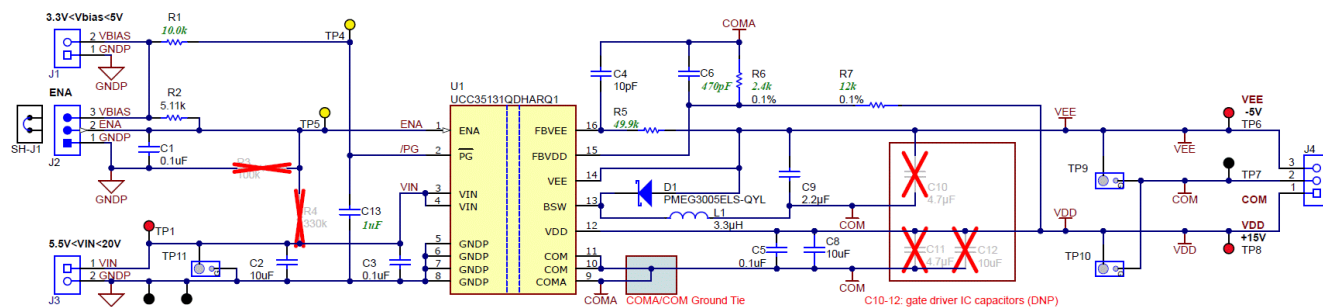 3.3V<Vbias<5V
R1
10.0k
2 VBIAS
1 GNDP
J1
GNDP
TP4
ENA
R2
5.11k
3 VBIAS
2 ENA
1 GNDP
SH-J1
J2
TP5
C1
0.1uF
R3
100k
GNDP
R4
330k
C13
1uF
TP1
5.5V<VIN<20V
1 VIN
2 GNDP
J3
GNDP
TP11
C2
10uF
C3
0.1uF
U1
UCC35131QDHARQ1
ENA
1
ENA
/PG
2
PG
VIN
3
VIN
4
VIN
5
GNDP
6
GNDP
7
GNDP
8
GNDP
FBVEE
16
FBVDD
15
VEE
14
BSW
13
VDD
12
COM
11
COM
10
COMA
9
COMA
C4
10pF
C6
470pF
R6
2.4k
0.1%
R7
12k
0.1%
R5
49.9k
D1
PMEG3005ELS-QYL
L1
3.3µH
C9
2.2µF
COM
C5
0.1uF
C8
10uF
COM
COMA
COMA/COM Ground Tie
C10
4.7µF
C11
4.7µF
C12
10uF
C10-12: gate driver IC capacitors (DNP)
VEE
VDD
TP9
TP10
VEE
COM
VDD
VEE
-5V
TP6
TP7
COM
VDD
+15V
TP8
J4
3
2
1